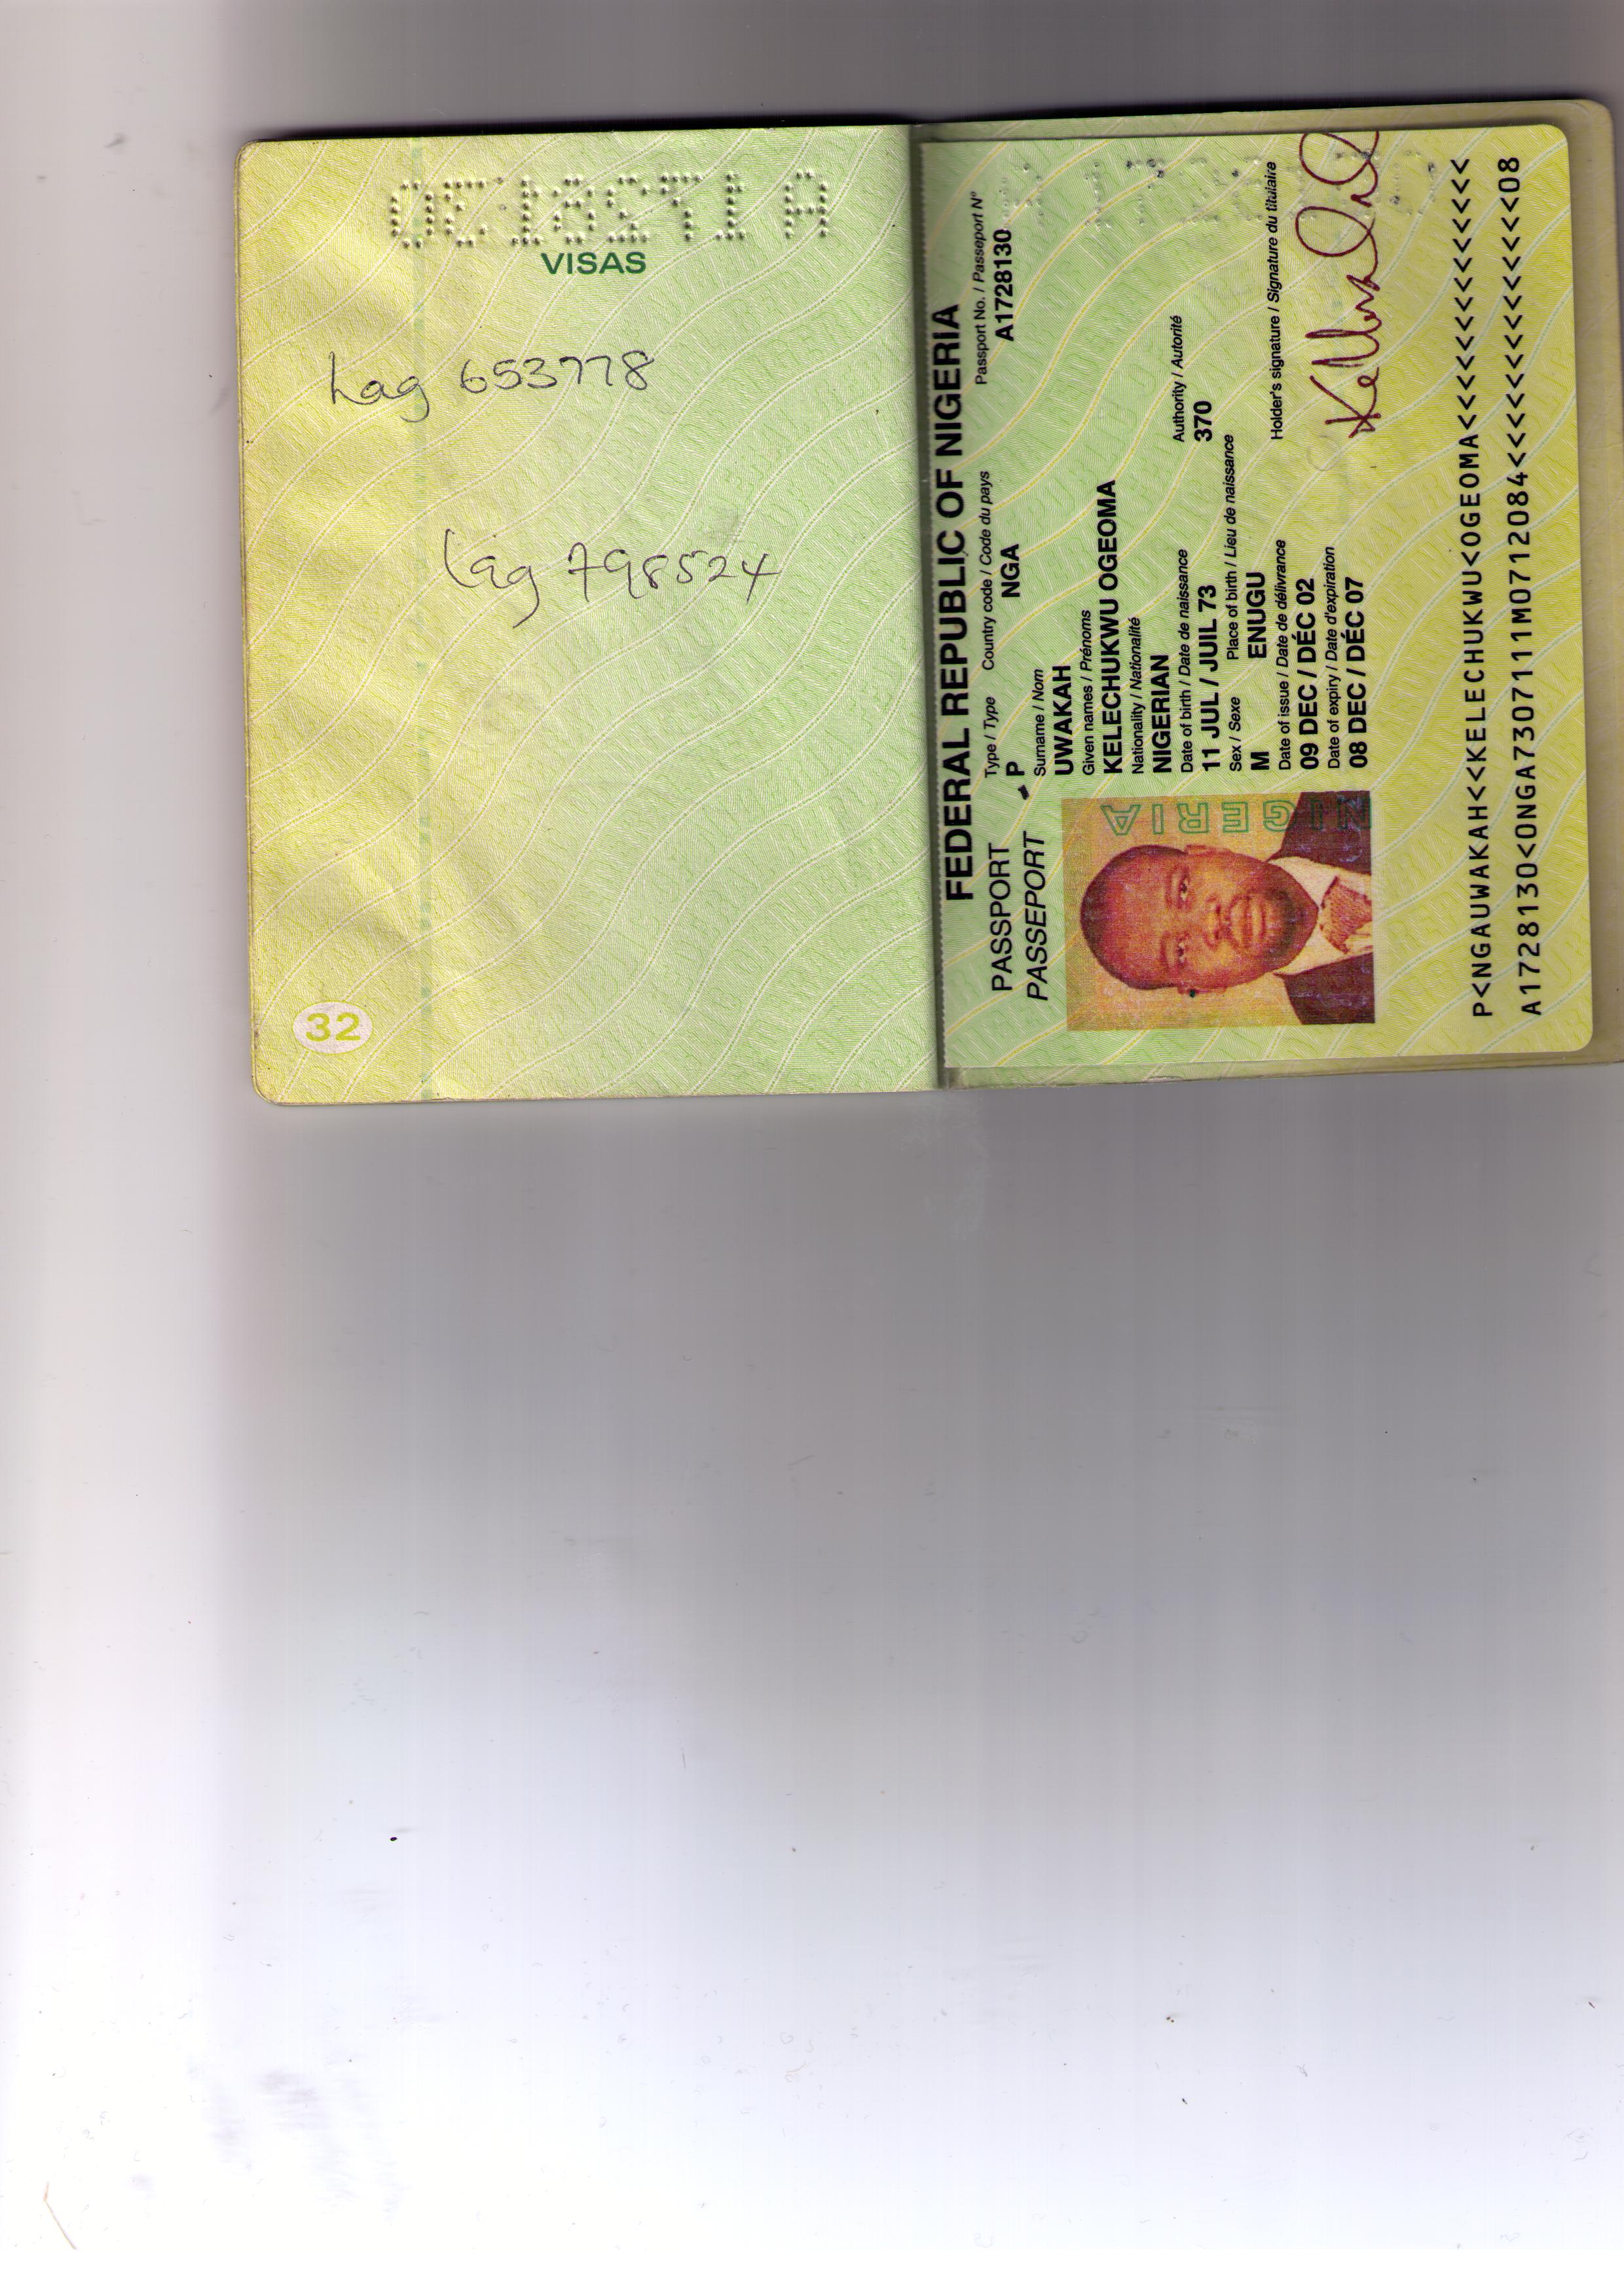 A1728130
VISAS
Lag 653778
Lag 798524
32
FEDERAL REPUBLIC OF NIGERIA
PASSPORT
PASSEPORT
Type / Type Country code / Code du pays Passport No. / Passeport N°
P NGA A1728130
Surname / Nom
UWAKAH
Given names / Prénoms
KELECHUKWU OGEOMA
Nationality / Nationalité
NIGERIAN
Date of birth / Date de naissance Authority / Autorité
11 JUL / JUIL 73 370
Sex / Sexe Place of birth / Lieu de naissance
M ENUGU
Date of issue / Date de délivrance Holder's signature / Signature du titulaire
09 DEC / DÉC 02
Date of expiry / Date d'expiration
08 DEC / DÉC 07
NIGERIA
P<NGAUWAKAH<<KELECHUKWU<OGEOMA<<<<<<<<<<<<<<
A1728130<0NGA7307111M0712084<<<<<<<<<<<<<<08